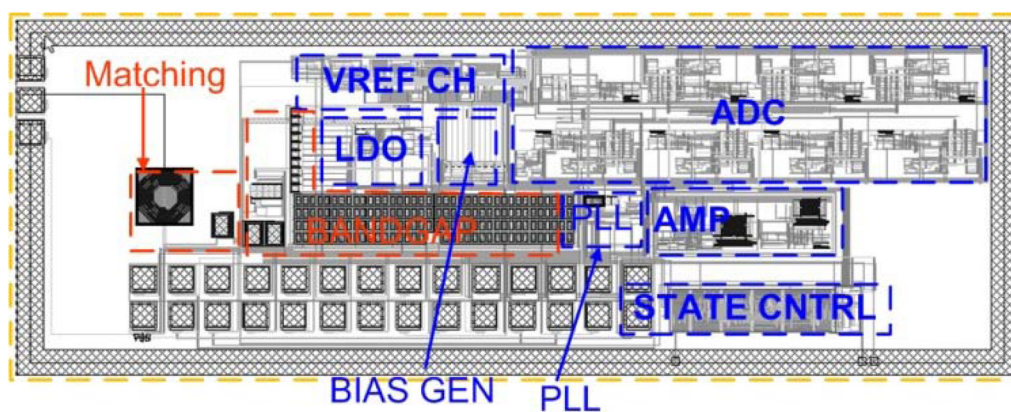 Matching
VREF CH
ADC
LDO
BANDGAP
PLL
AMP
STATE CNTRL
BIAS GEN
PLL